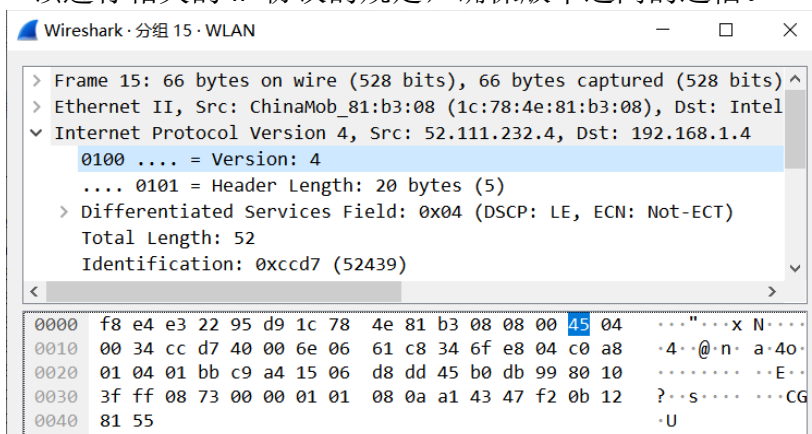 Wireshark · 分组 15 · WLAN
> Frame 15: 66 bytes on wire (528 bits), 66 bytes captured (528 bits)
> Ethernet II, Src: ChinaMob_81:b3:08 (1c:78:4e:81:b3:08), Dst: Intel
Internet Protocol Version 4, Src: 52.111.232.4, Dst: 192.168.1.4
0100 .... = Version: 4
.... 0101 = Header Length: 20 bytes (5)
> Differentiated Services Field: 0x04 (DSCP: LE, ECN: Not-ECT)
Total Length: 52
Identification: 0xccd7 (52439)
0000 f8 e4 e3 22 95 d9 1c 78 4e 81 b3 08 08 00 45 04 ···"···x N·····
0010 00 34 cc d7 40 00 6e 06 61 c8 34 6f e8 04 c0 a8 ·4··@·n· a·4o·
0020 01 04 01 bb c9 a4 15 06 d8 dd 45 b0 db 99 80 10 ········ ··E··
0030 3f ff 08 73 00 00 01 01 08 0a a1 43 47 f2 0b 12 ?··s···· ···CG
0040 81 55 ·U